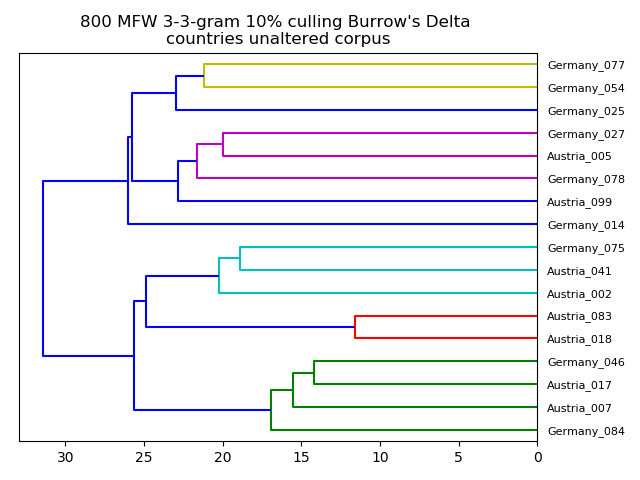 800 MFW 3-3-gram 10% culling Burrow's Delta
countries unaltered corpus
Germany_077
Germany_054
Germany_025
Germany_027
Austria_005
Germany_078
Austria_099
Germany_014
Germany_075
Austria_041
Austria_002
Austria_083
Austria_018
Germany_046
Austria_017
Austria_007
Germany_084
30 25 20 15 10 5 0